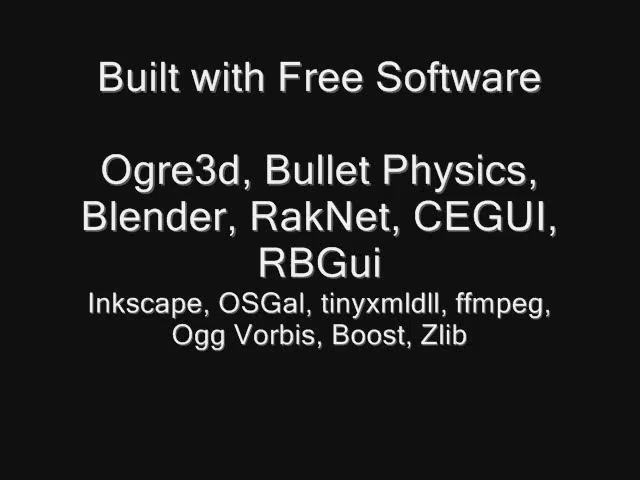 Built with Free Software
Ogre3d, Bullet Physics,
Blender, RakNet, CEGUI,
RBGui
Inkscape, OSGal, tinyxmldll, ffmpeg,
Ogg Vorbis, Boost, Zlib